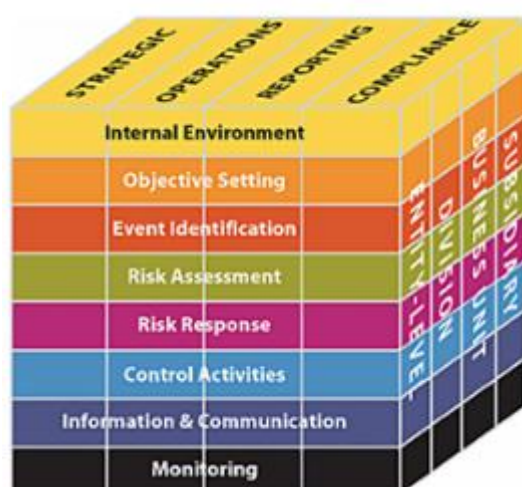 STRATEGIC
OPERATIONS
REPORTING
COMPLIANCE
Internal Environment
Objective Setting
Event Identification
Risk Assessment
Risk Response
Control Activities
Information & Communication
Monitoring
ENTITY-LEVEL
DIVISION
BUSINESS UNIT
SUBSIDIARY